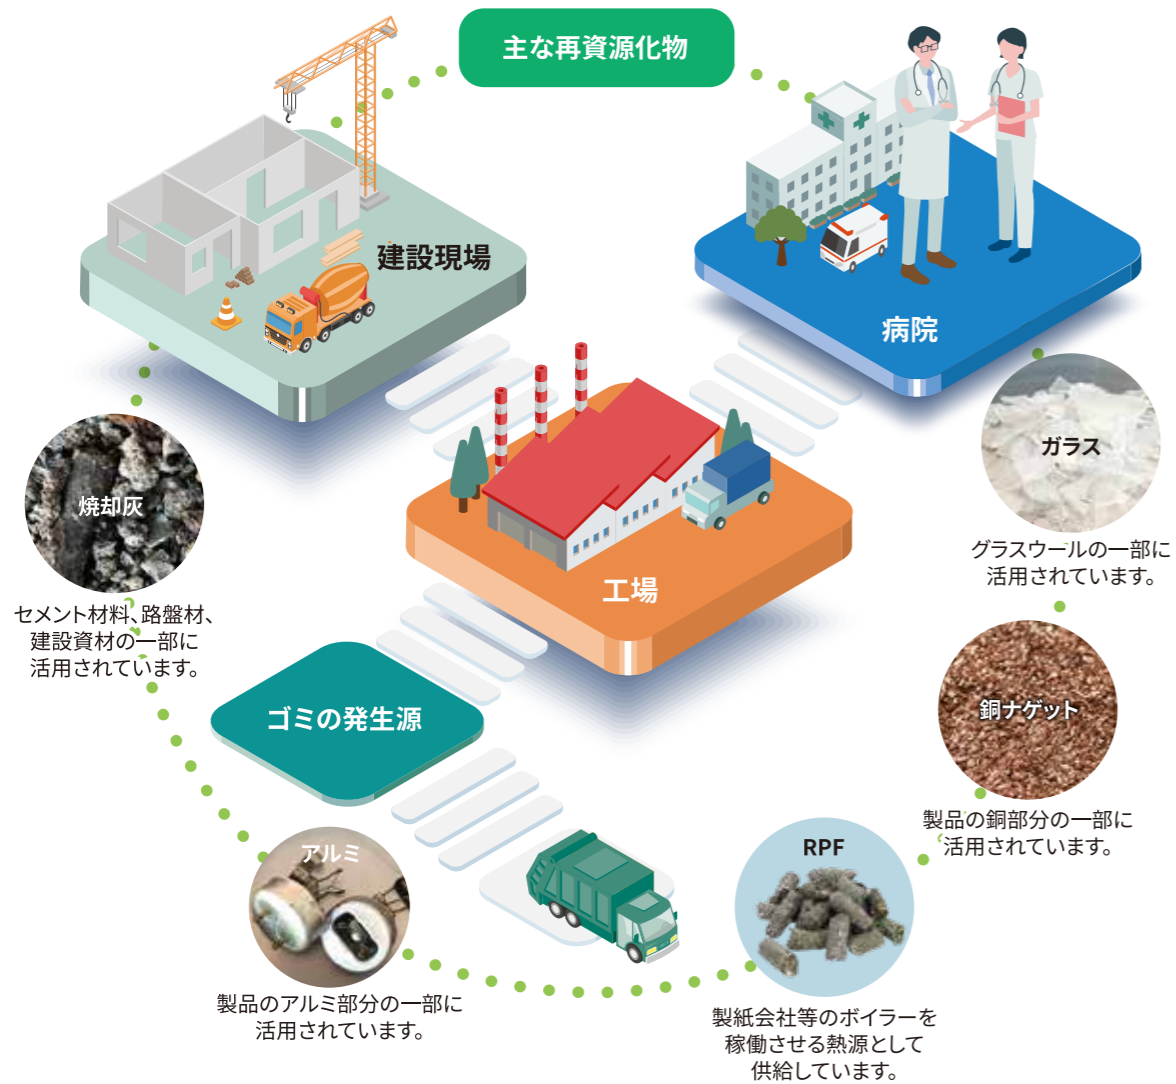 主な再資源化物
建設現場
病院
焼却灰
セメント材料、路盤材、
建設資材の一部に
活用されています。
ガラス
グラスウールの一部に
活用されています。
工場
ゴミの発生源
銅ナゲット
製品の銅部分の一部に
活用されています。
アルミ
製品のアルミ部分の一部に
活用されています。
RPF
製紙会社等のボイラーを
稼働させる熱源として
供給しています。